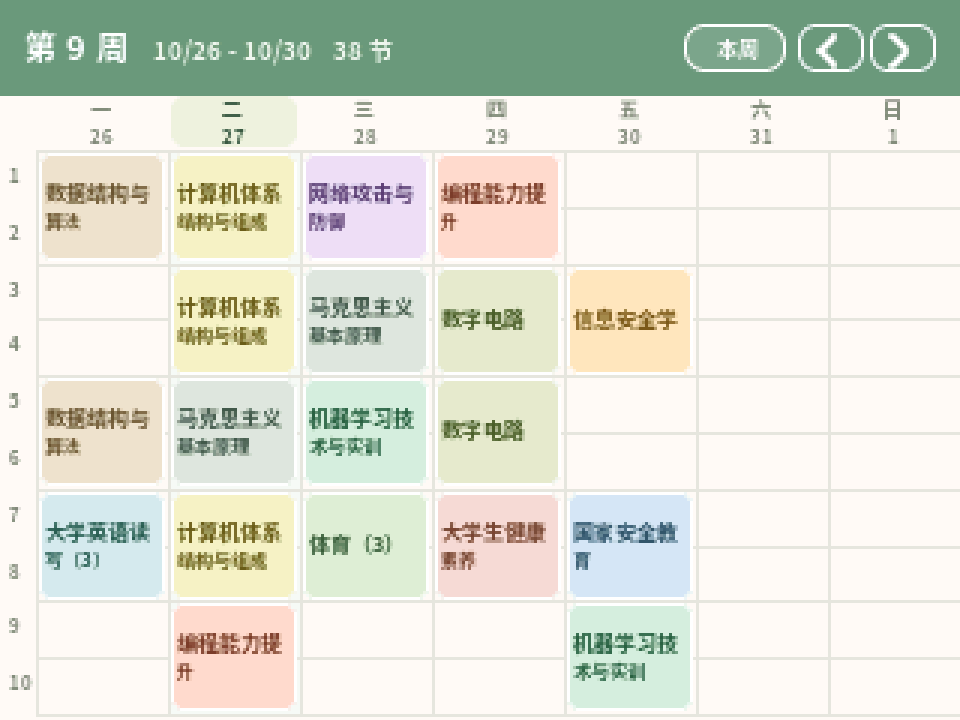 第 9 周 10/26 - 10/30 38 节 本周
一 二 三 四 五 六 日
26 27 28 29 30 31 1
1
数据结构与 计算机体系 网络攻击与 编程能力提
算法 结构与组成 防御 升
2
3
计算机体系 马克思主义 数字电路 信息安全学
结构与组成 基本原理
4
5
数据结构与 马克思主义 机器学习技 数字电路
算法 基本原理 术与实训
6
7
大学英语读 计算机体系 体育（3） 大学生健康 国家安全教
写（3） 结构与组成 素养 育
8
9
编程能力提 机器学习技
升 术与实训
10